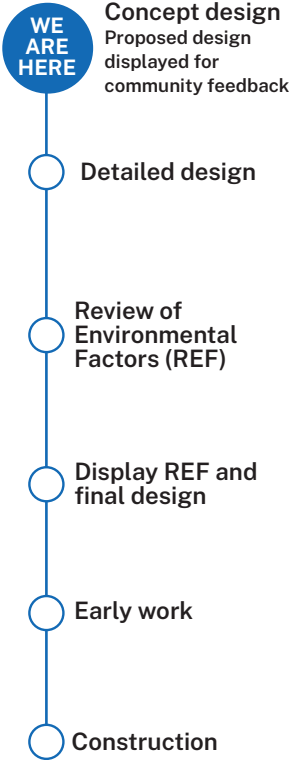 WE
ARE
HERE
Concept design
Proposed design
displayed for
community feedback
Detailed design
Review of
Environmental
Factors (REF)
Display REF and
final design
Early work
Construction